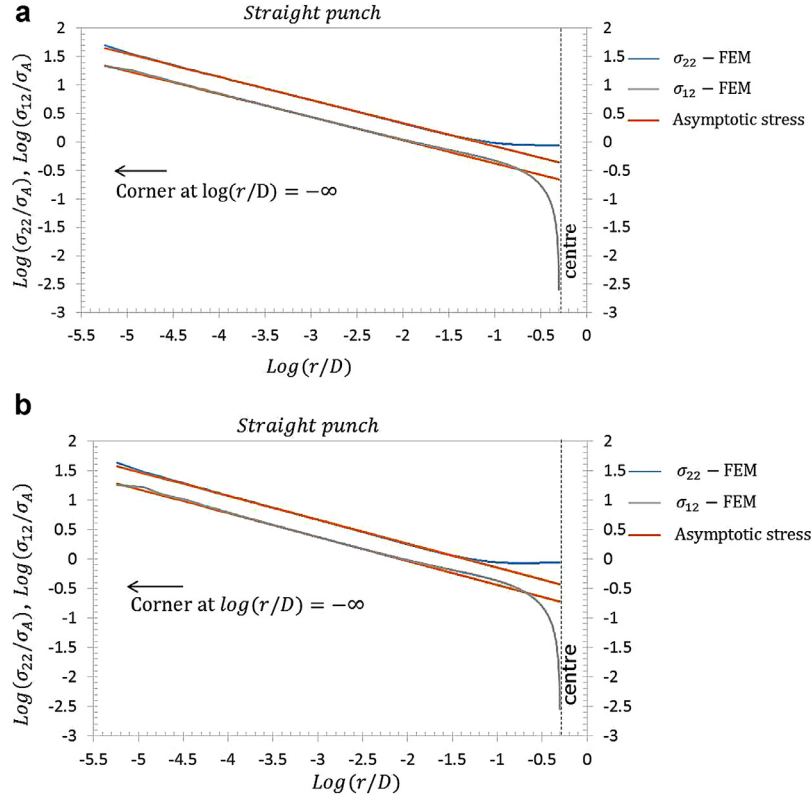 a
Straight punch
2 2
1.5 1.5
1 1
0.5 0.5
0 0
-0.5 -0.5
-1 -1
-1.5 -1.5
-2 -2
-2.5 -2.5
-3 -3
Log(σ22/σA), Log(σ12/σA)
Corner at log(r/D) = −∞
centre
σ22 − FEM
σ12 − FEM
Asymptotic stress
-5.5 -5 -4.5 -4 -3.5 -3 -2.5 -2 -1.5 -1 -0.5 0
Log(r/D)
b
Straight punch
2 2
1.5 1.5
1 1
0.5 0.5
0 0
-0.5 -0.5
-1 -1
-1.5 -1.5
-2 -2
-2.5 -2.5
-3 -3
Log(σ22/σA), Log(σ12/σA)
Corner at log(r/D) = −∞
centre
σ22 − FEM
σ12 − FEM
Asymptotic stress
-5.5 -5 -4.5 -4 -3.5 -3 -2.5 -2 -1.5 -1 -0.5 0
Log(r/D)